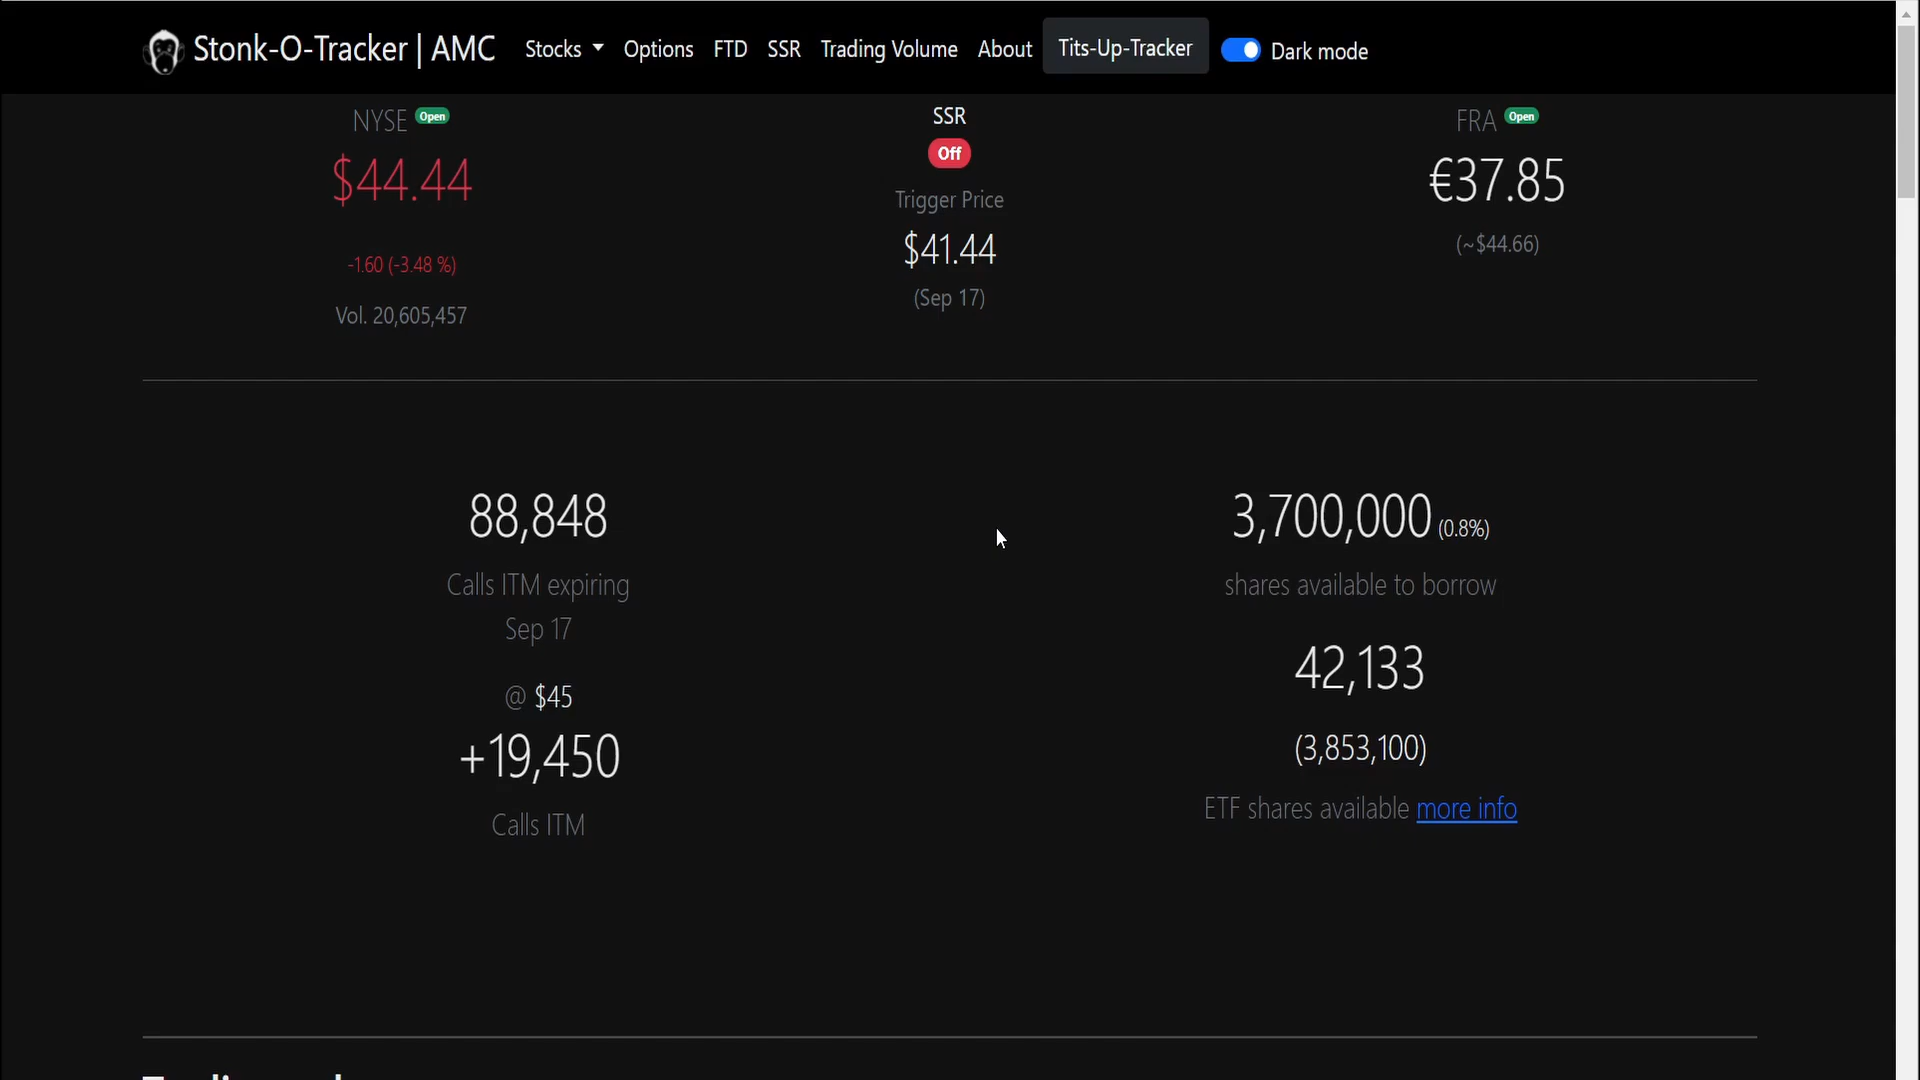 Stonk-O-Tracker | AMC Stocks Options FTD SSR Trading Volume About Tits-Up-Tracker Dark mode
NYSE Open
$44.44
-1.60 (-3.48 %)
Vol. 20,605,457
SSR
Off
Trigger Price
$41.44
(Sep 17)
FRA Open
€37.85
(~$44.66)
88,848
Calls ITM expiring
Sep 17
@ $45
+19,450
Calls ITM
3,700,000 (0.8%)
shares available to borrow
42,133
(3,853,100)
ETF shares available more info